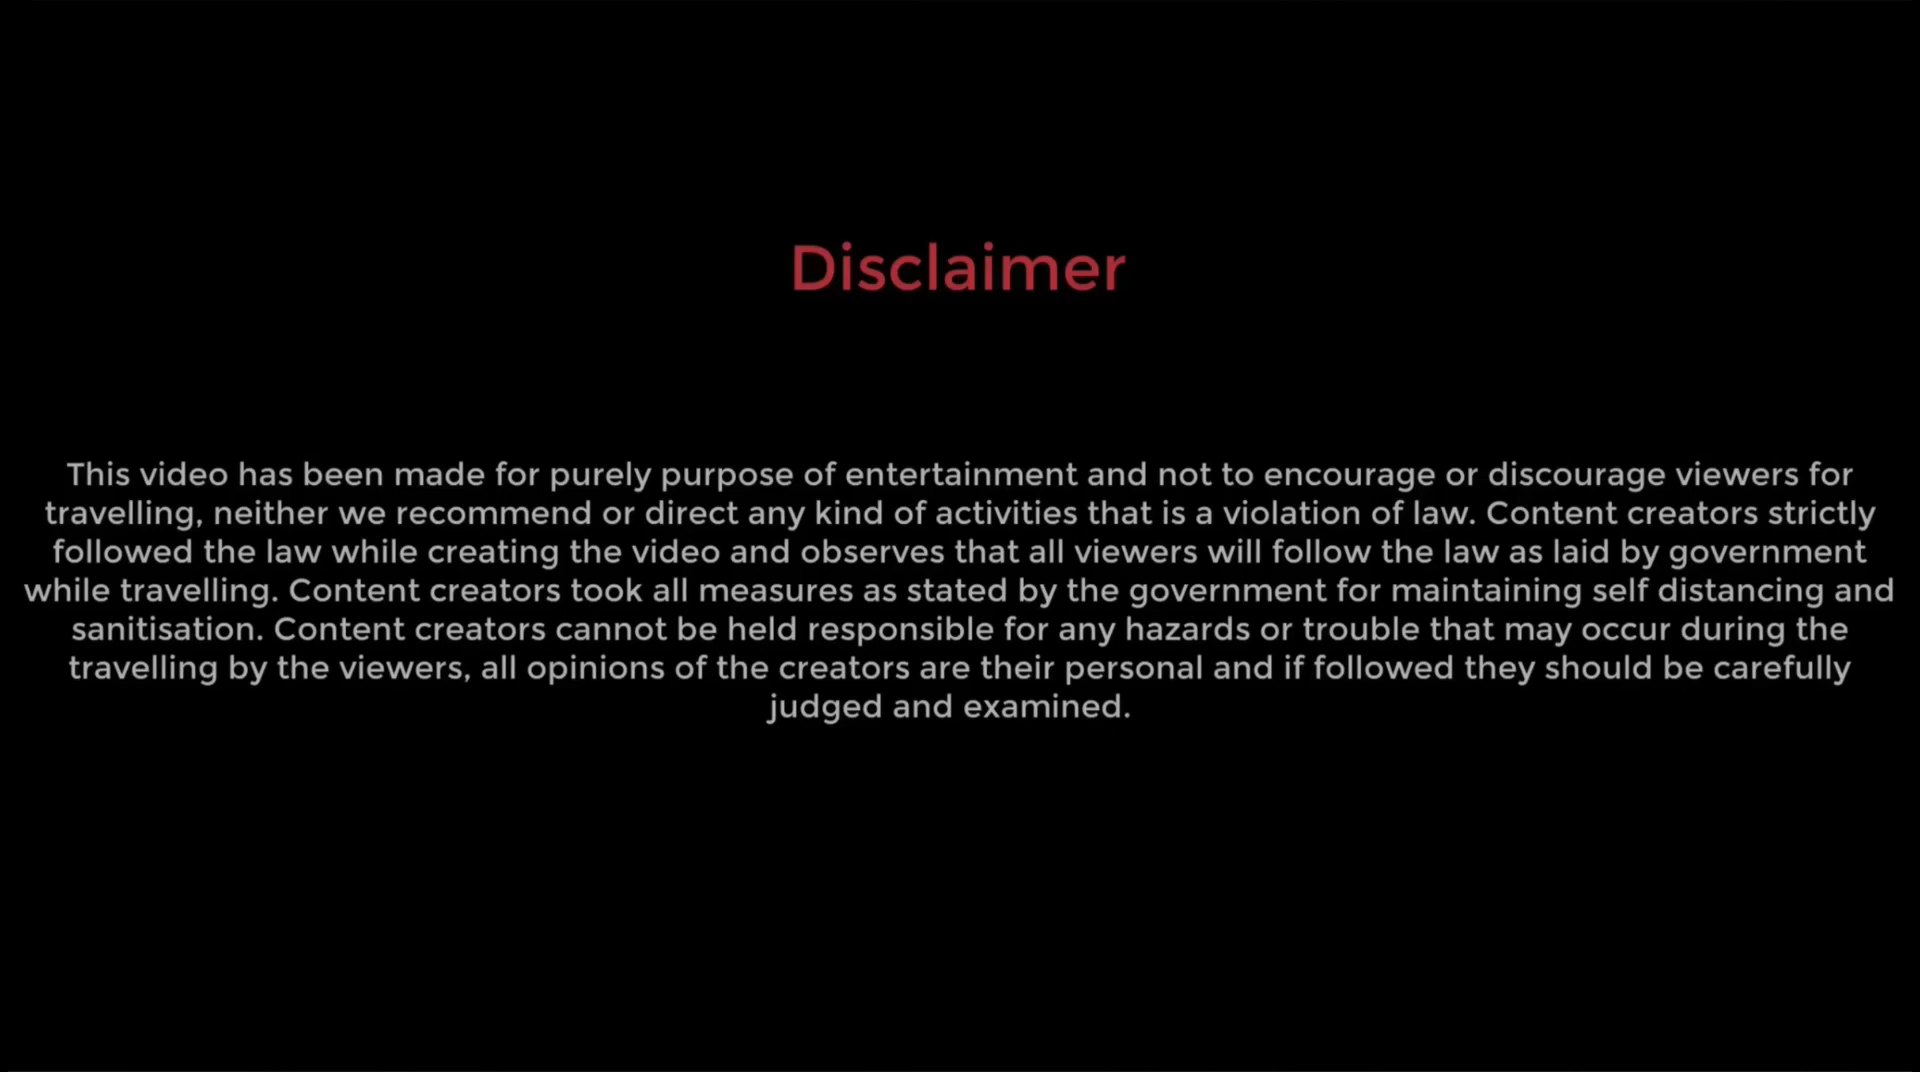 Disclaimer
This video has been made for purely purpose of entertainment and not to encourage or discourage viewers for
travelling, neither we recommend or direct any kind of activities that is a violation of law. Content creators strictly
followed the law while creating the video and observes that all viewers will follow the law as laid by government
while travelling. Content creators took all measures as stated by the government for maintaining self distancing and
sanitisation. Content creators cannot be held responsible for any hazards or trouble that may occur during the
travelling by the viewers, all opinions of the creators are their personal and if followed they should be carefully
judged and examined.